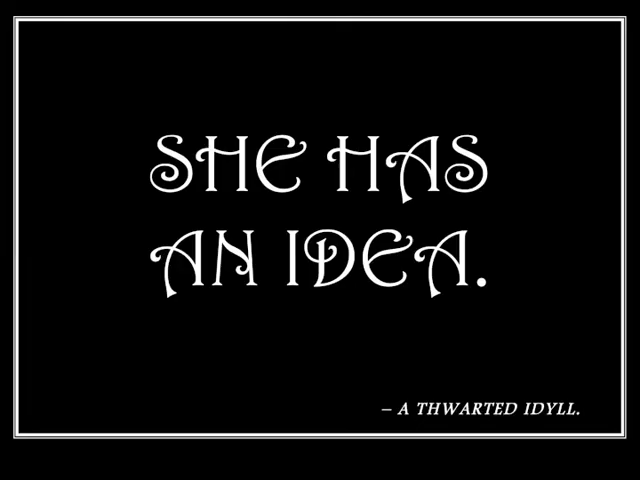 SHE HAS
AN IDEA.
– A THWARTED IDYLL.